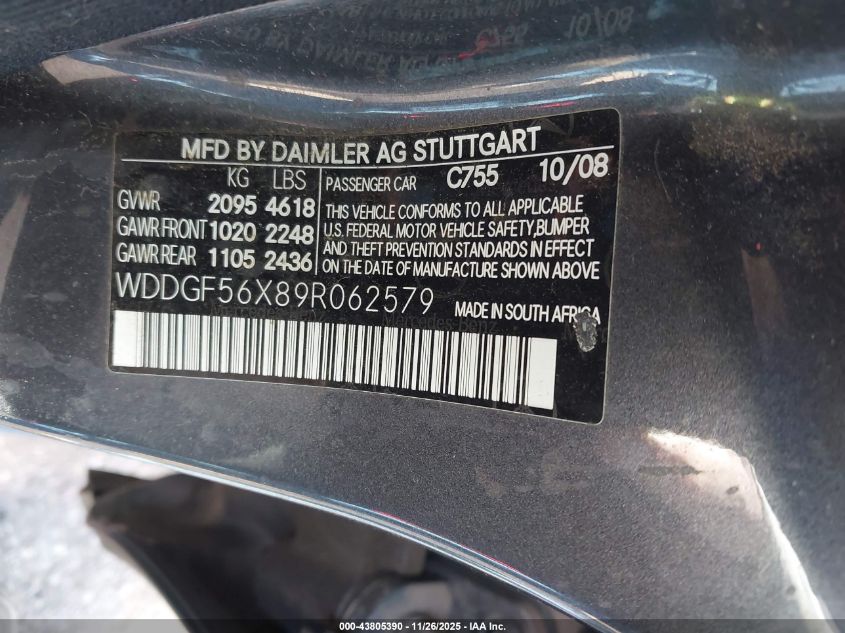 MFD BY DAIMLER AG STUTTGART
KG LBS
GVWR 2095 4618
GAWR FRONT 1020 2248
GAWR REAR 1105 2436
PASSENGER CAR C755 10/08
THIS VEHICLE CONFORMS TO ALL APPLICABLE
U.S. FEDERAL MOTOR VEHICLE SAFETY,BUMPER
AND THEFT PREVENTION STANDARDS IN EFFECT
ON THE DATE OF MANUFACTURE SHOWN ABOVE
WDDGF56X89R062579
MADE IN SOUTH AFRICA
Mercedes-Benz
000-43805390 - 11/26/2025 - IAA Inc.